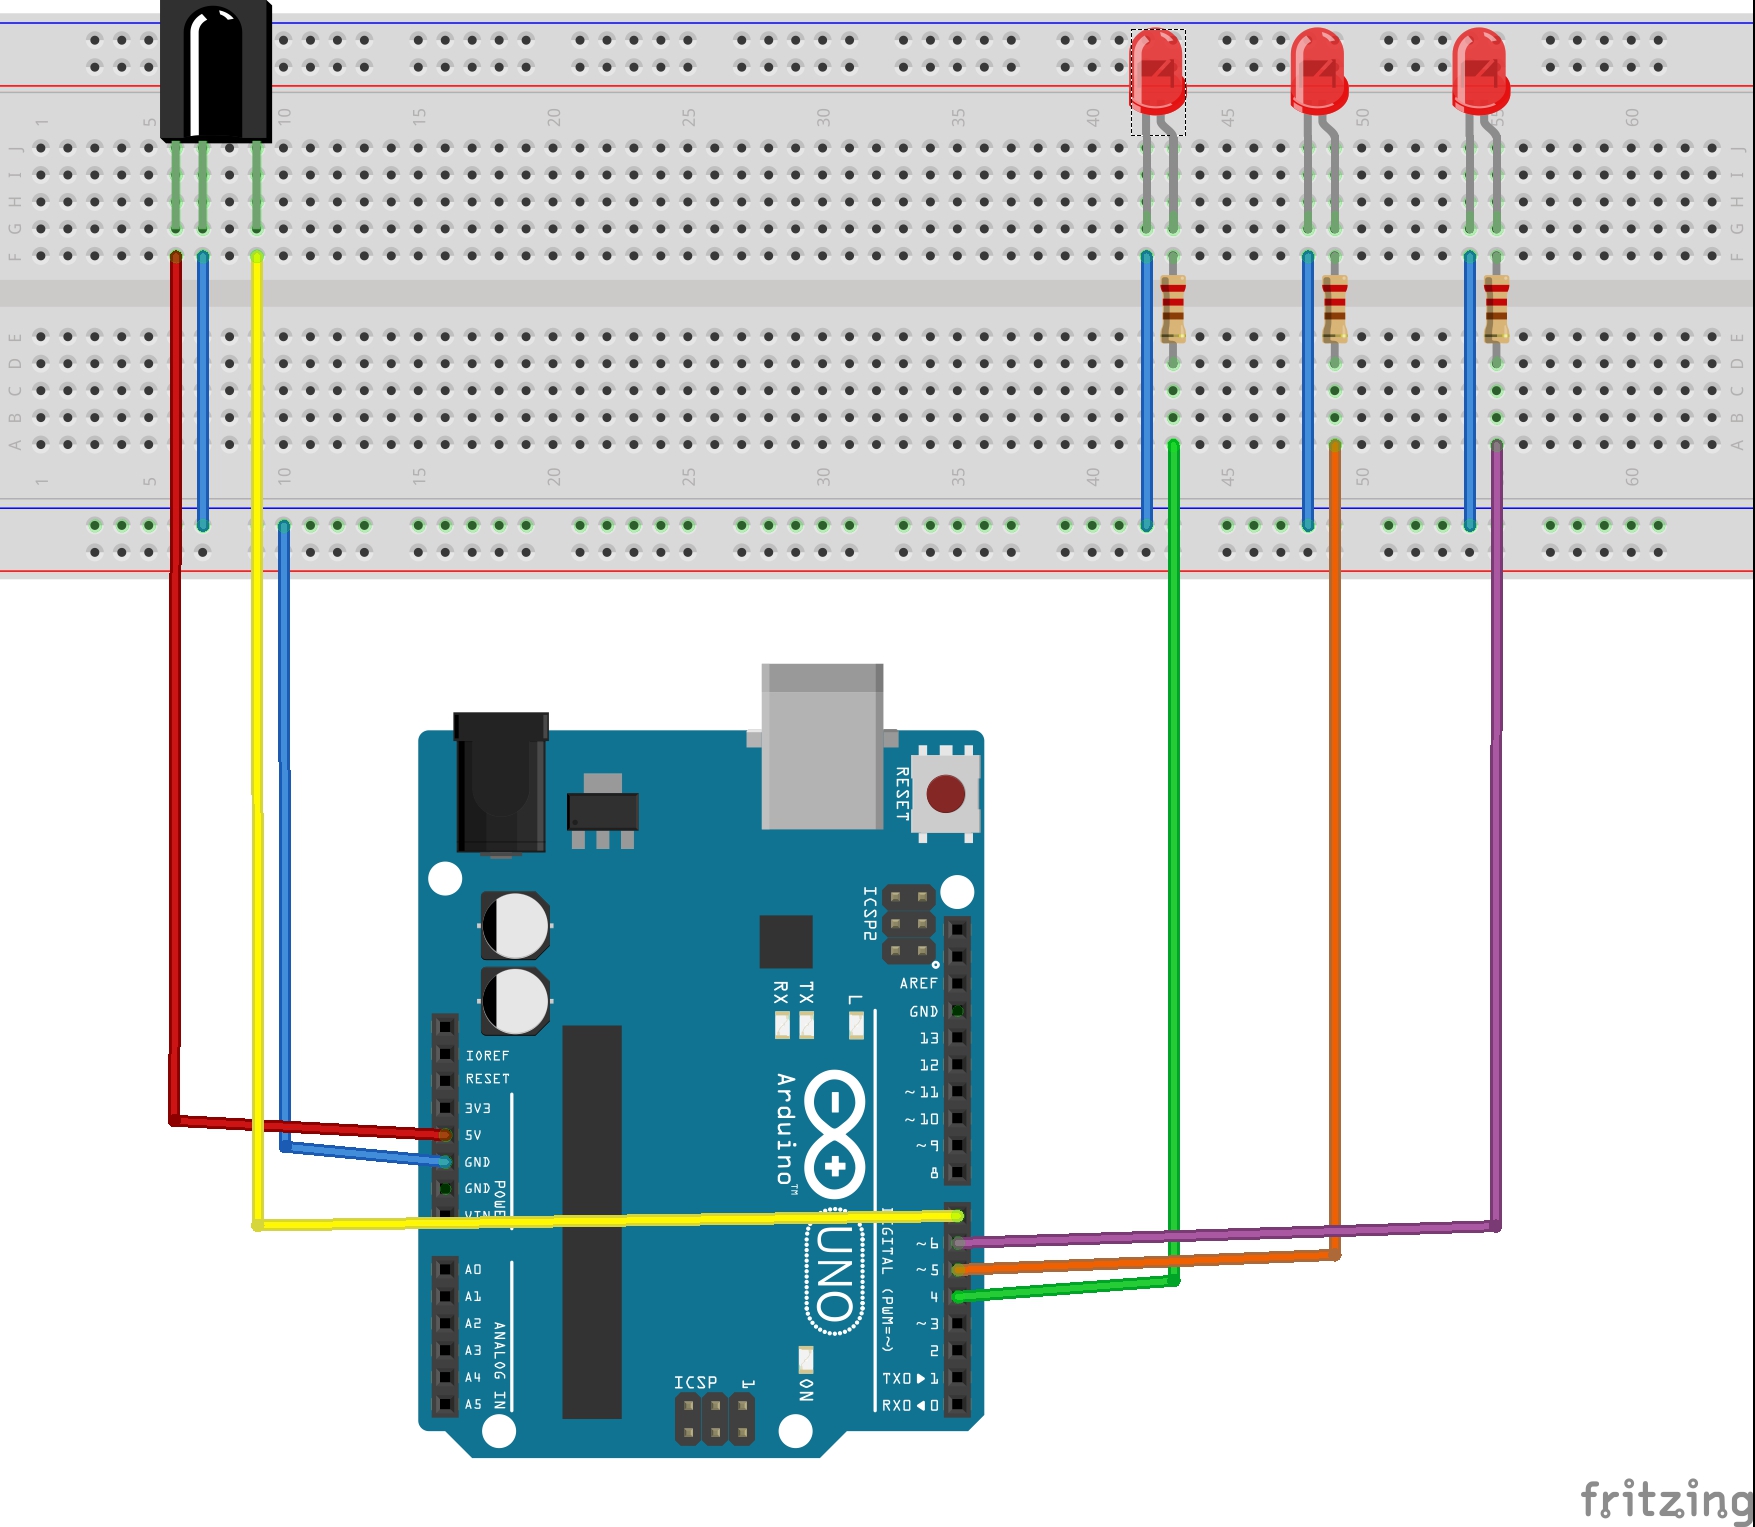 1 5 10 15 20 25 30 35 40 45 50 55 60
J J
I I
H H
G G
F F
E E
D D
C C
B B
A A
1 5 10 15 20 25 30 35 40 45 50 60
RESET
ICSP2
AREF
GND
13
12
~11
~10
~9
8
RX TX L
IOREF
RESET
3V3
5V
GND
GND
VIN
POWER
Arduino™
UNO
DIGITAL (PWM=~)
~6
~5
4
~3
2
TX0▶1
RX0◀0
A0
A1
A2
A3
A4
A5
ANALOG IN
ICSP 1
ON
fritzing